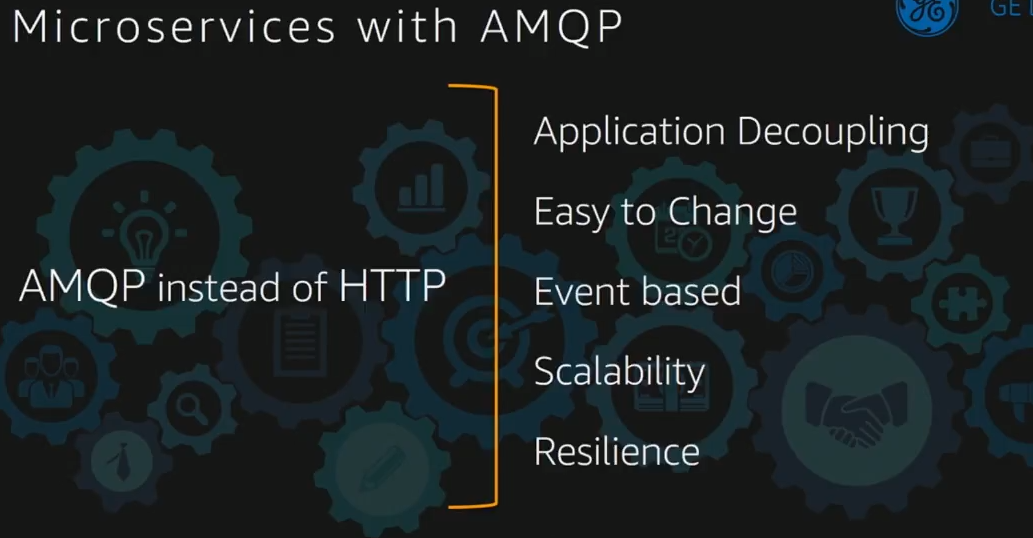 Microservices with AMQP
GE
AMQP instead of HTTP
Application Decoupling
Easy to Change
Event based
Scalability
Resilience